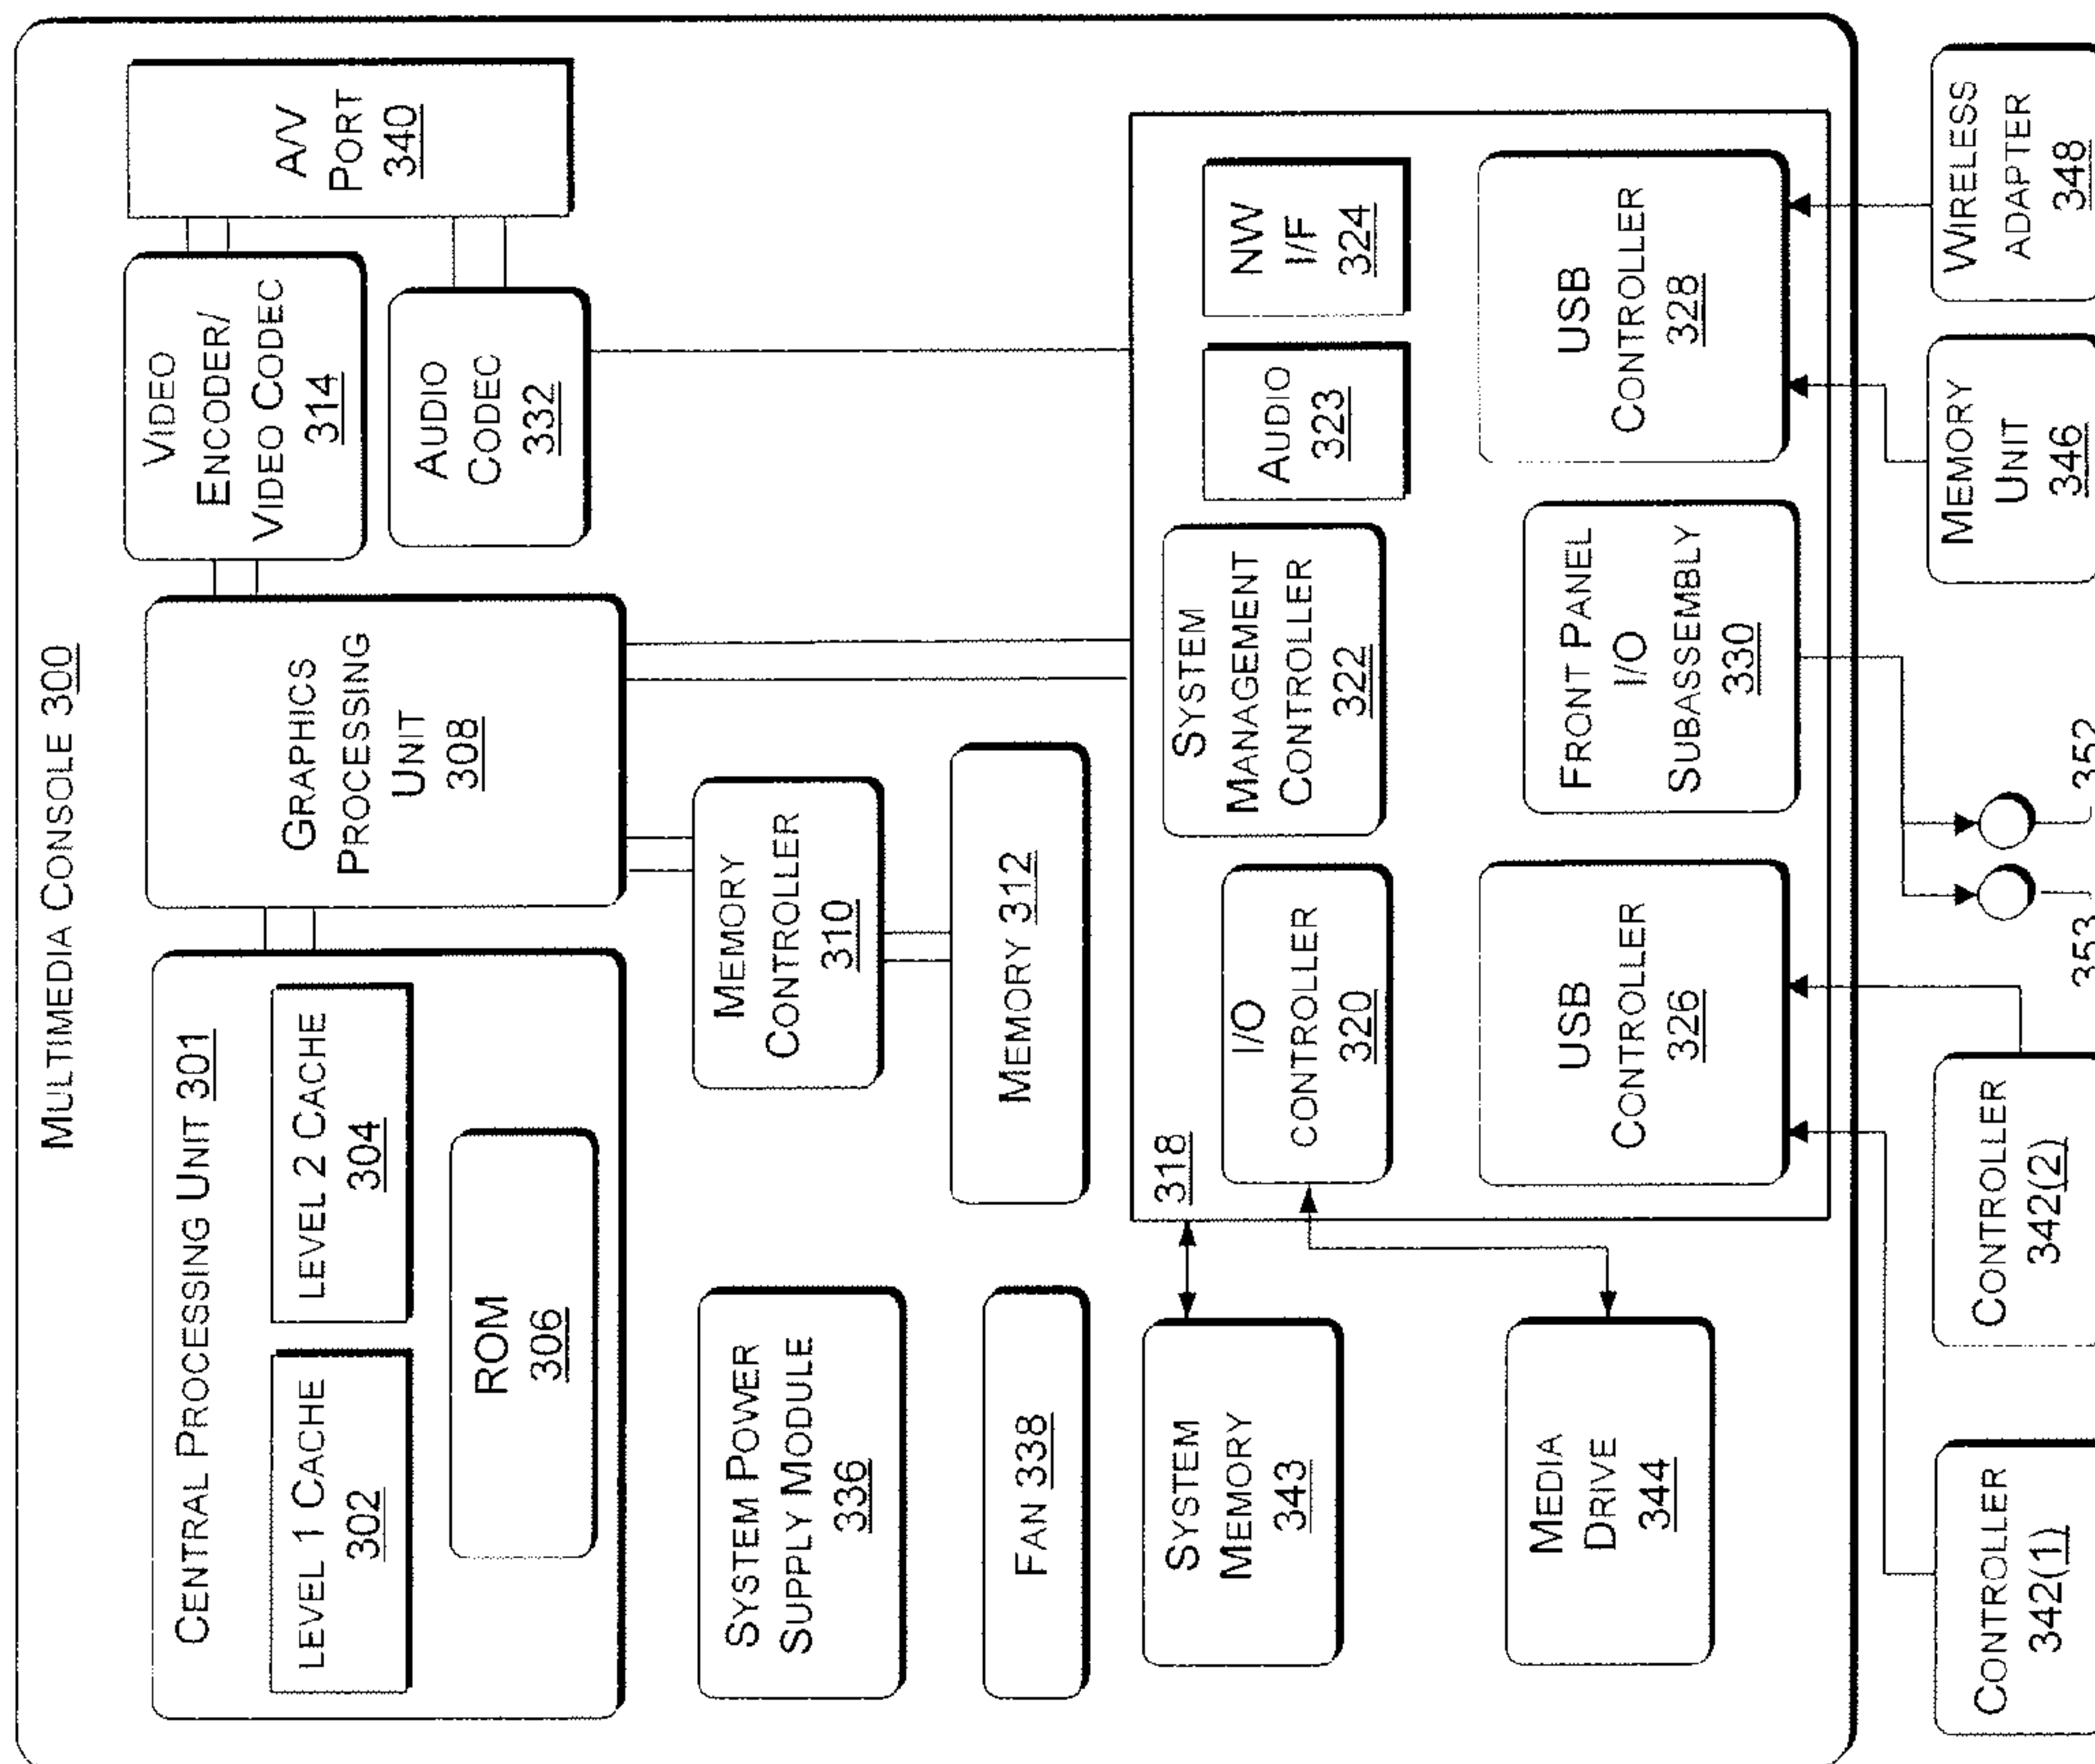 MULTIMEDIA CONSOLE 300
CENTRAL PROCESSING UNIT 301
LEVEL 1 CACHE
302
LEVEL 2 CACHE
304
ROM
306
GRAPHICS
PROCESSING
UNIT
308
VIDEO
ENCODER/
VIDEO CODEC
314
AUDIO
CODEC
332
A/V
PORT
340
MEMORY
CONTROLLER
310
MEMORY 312
SYSTEM POWER
SUPPLY MODULE
336
FAN 338
SYSTEM
MEMORY
343
MEDIA
DRIVE
344
318
I/O
CONTROLLER
320
SYSTEM
MANAGEMENT
CONTROLLER
322
AUDIO
323
NW
I/F
324
USB
CONTROLLER
326
FRONT PANEL
I/O
SUBASSEMBLY
330
USB
CONTROLLER
328
CONTROLLER
342(1)
CONTROLLER
342(2)
353
352
MEMORY
UNIT
346
WIRELESS
ADAPTER
348